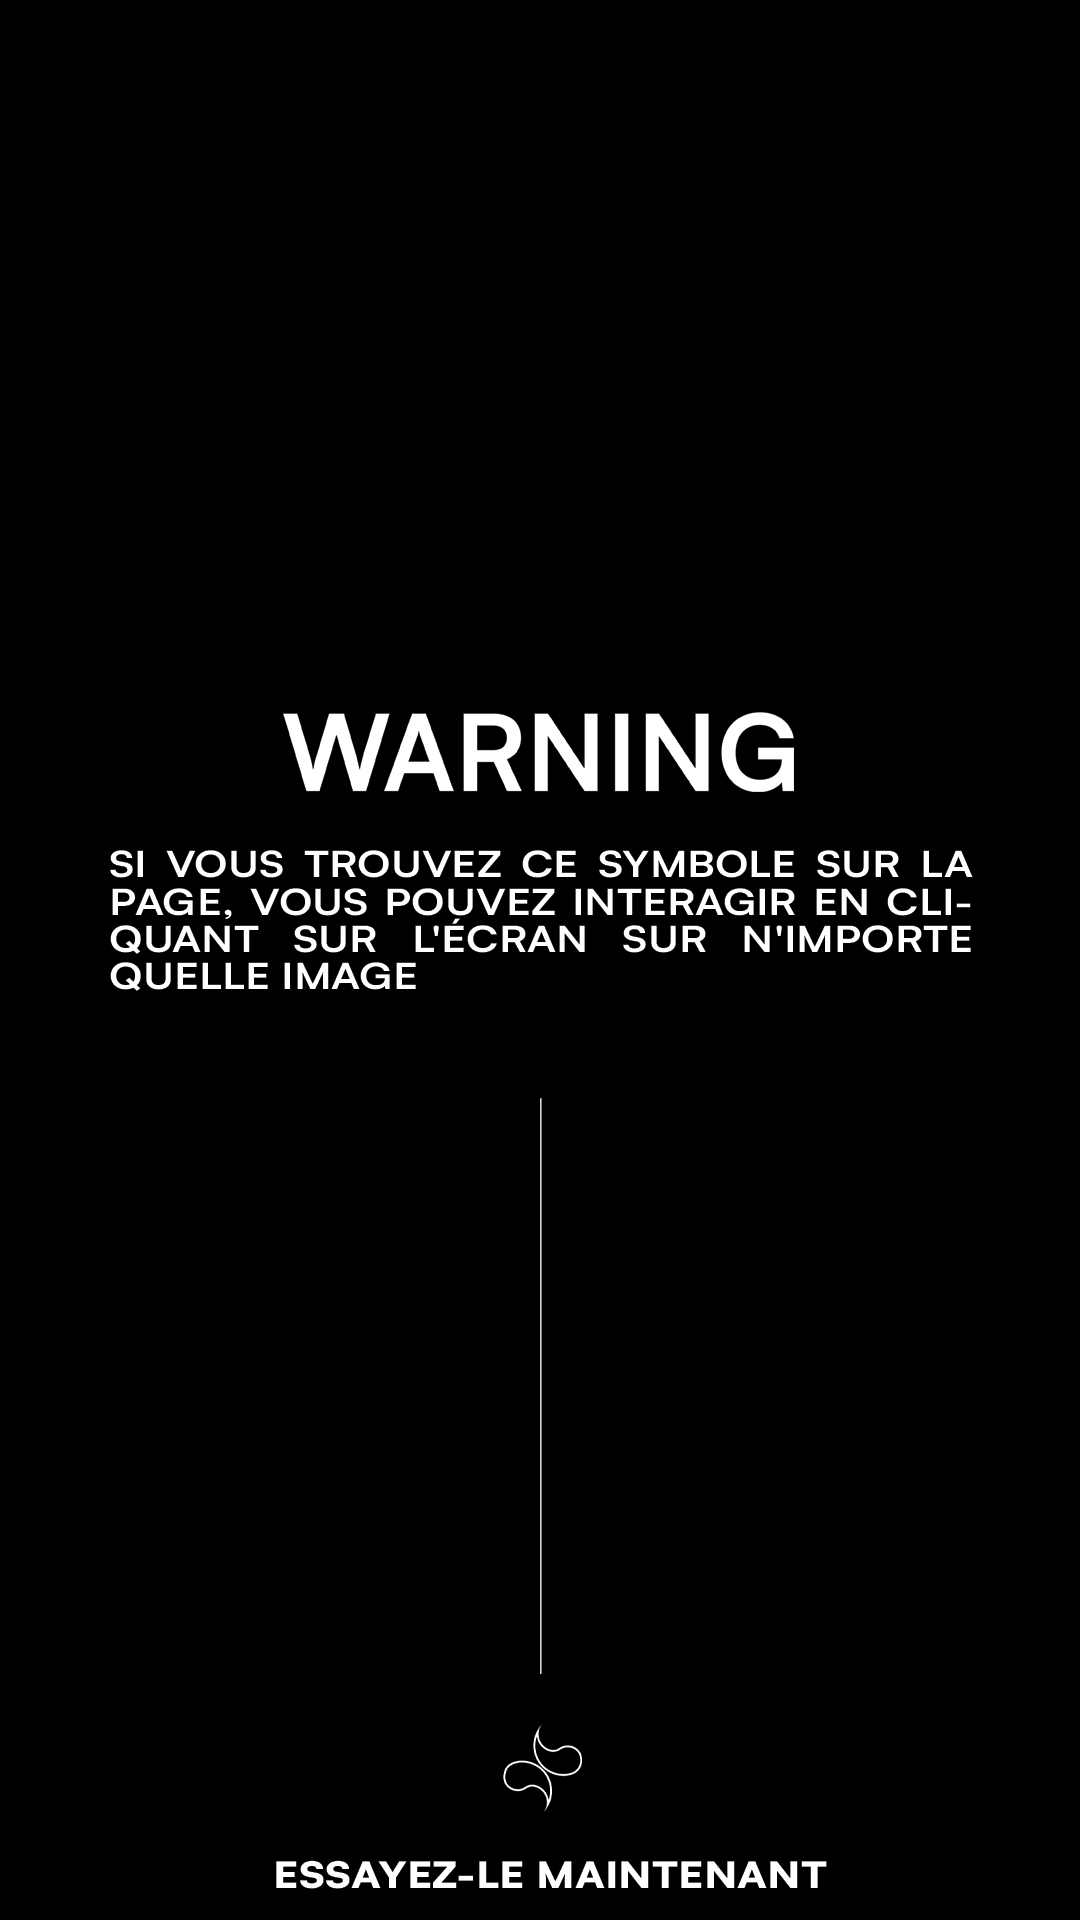 WARNING
SI VOUS TROUVEZ CE SYMBOLE SUR LA
PAGE, VOUS POUVEZ INTERAGIR EN CLI-
QUANT SUR L'ÉCRAN SUR N'IMPORTE
QUELLE IMAGE
ESSAYEZ-LE MAINTENANT